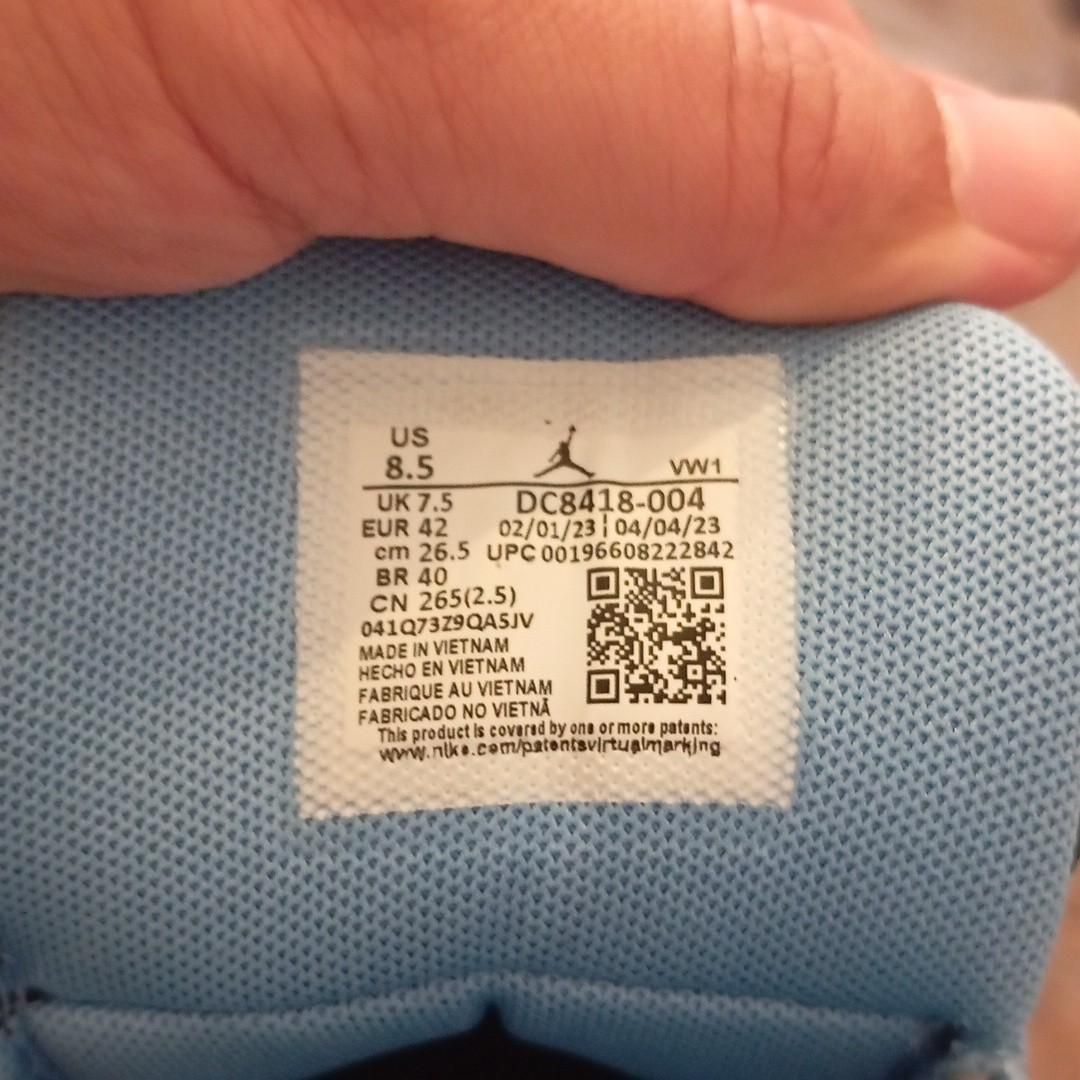 US
8.5
VW1
UK 7.5 DC8418-004
EUR 42 02/01/23 | 04/04/23
cm 26.5 UPC 00196608222842
BR 40
CN 265(2.5)
041Q73Z9QA5JV
MADE IN VIETNAM
HECHO EN VIETNAM
FABRIQUE AU VIETNAM
FABRICADO NO VIETNÃ
This product is covered by one or more patents:
www.nike.com/patentsvirtualmarking